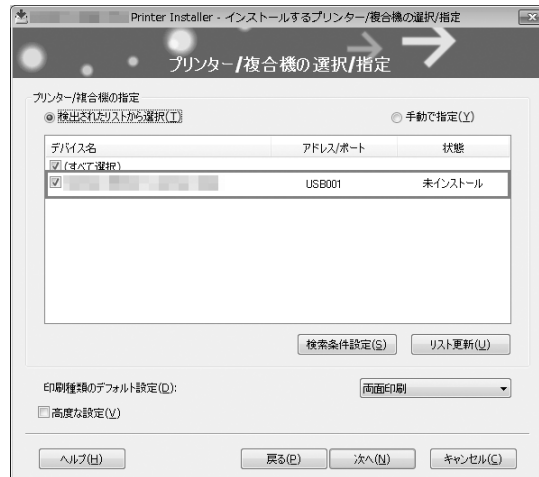 Printer Installer - インストールするプリンター/複合機の選択/指定
プリンター/複合機の選択/指定
プリンター/複合機の指定
検出されたリストから選択(T)
手動で指定(Y)
デバイス名 アドレス/ポート 状態
(すべて選択)
USB001 未インストール
検索条件設定(S) リスト更新(U)
印刷種類のデフォルト設定(D): 両面印刷
高度な設定(V)
ヘルプ(H) 戻る(P) 次へ(N) キャンセル(C)